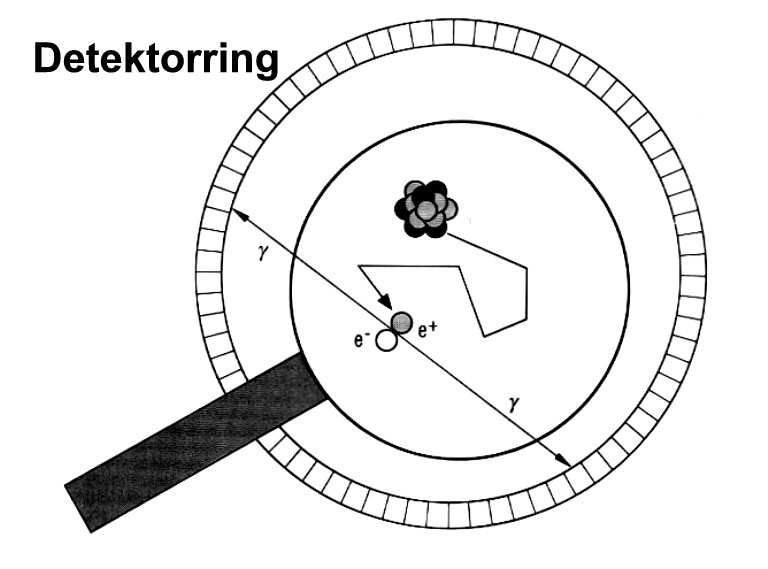 Detektorring
γ
e⁻ e⁺
γ